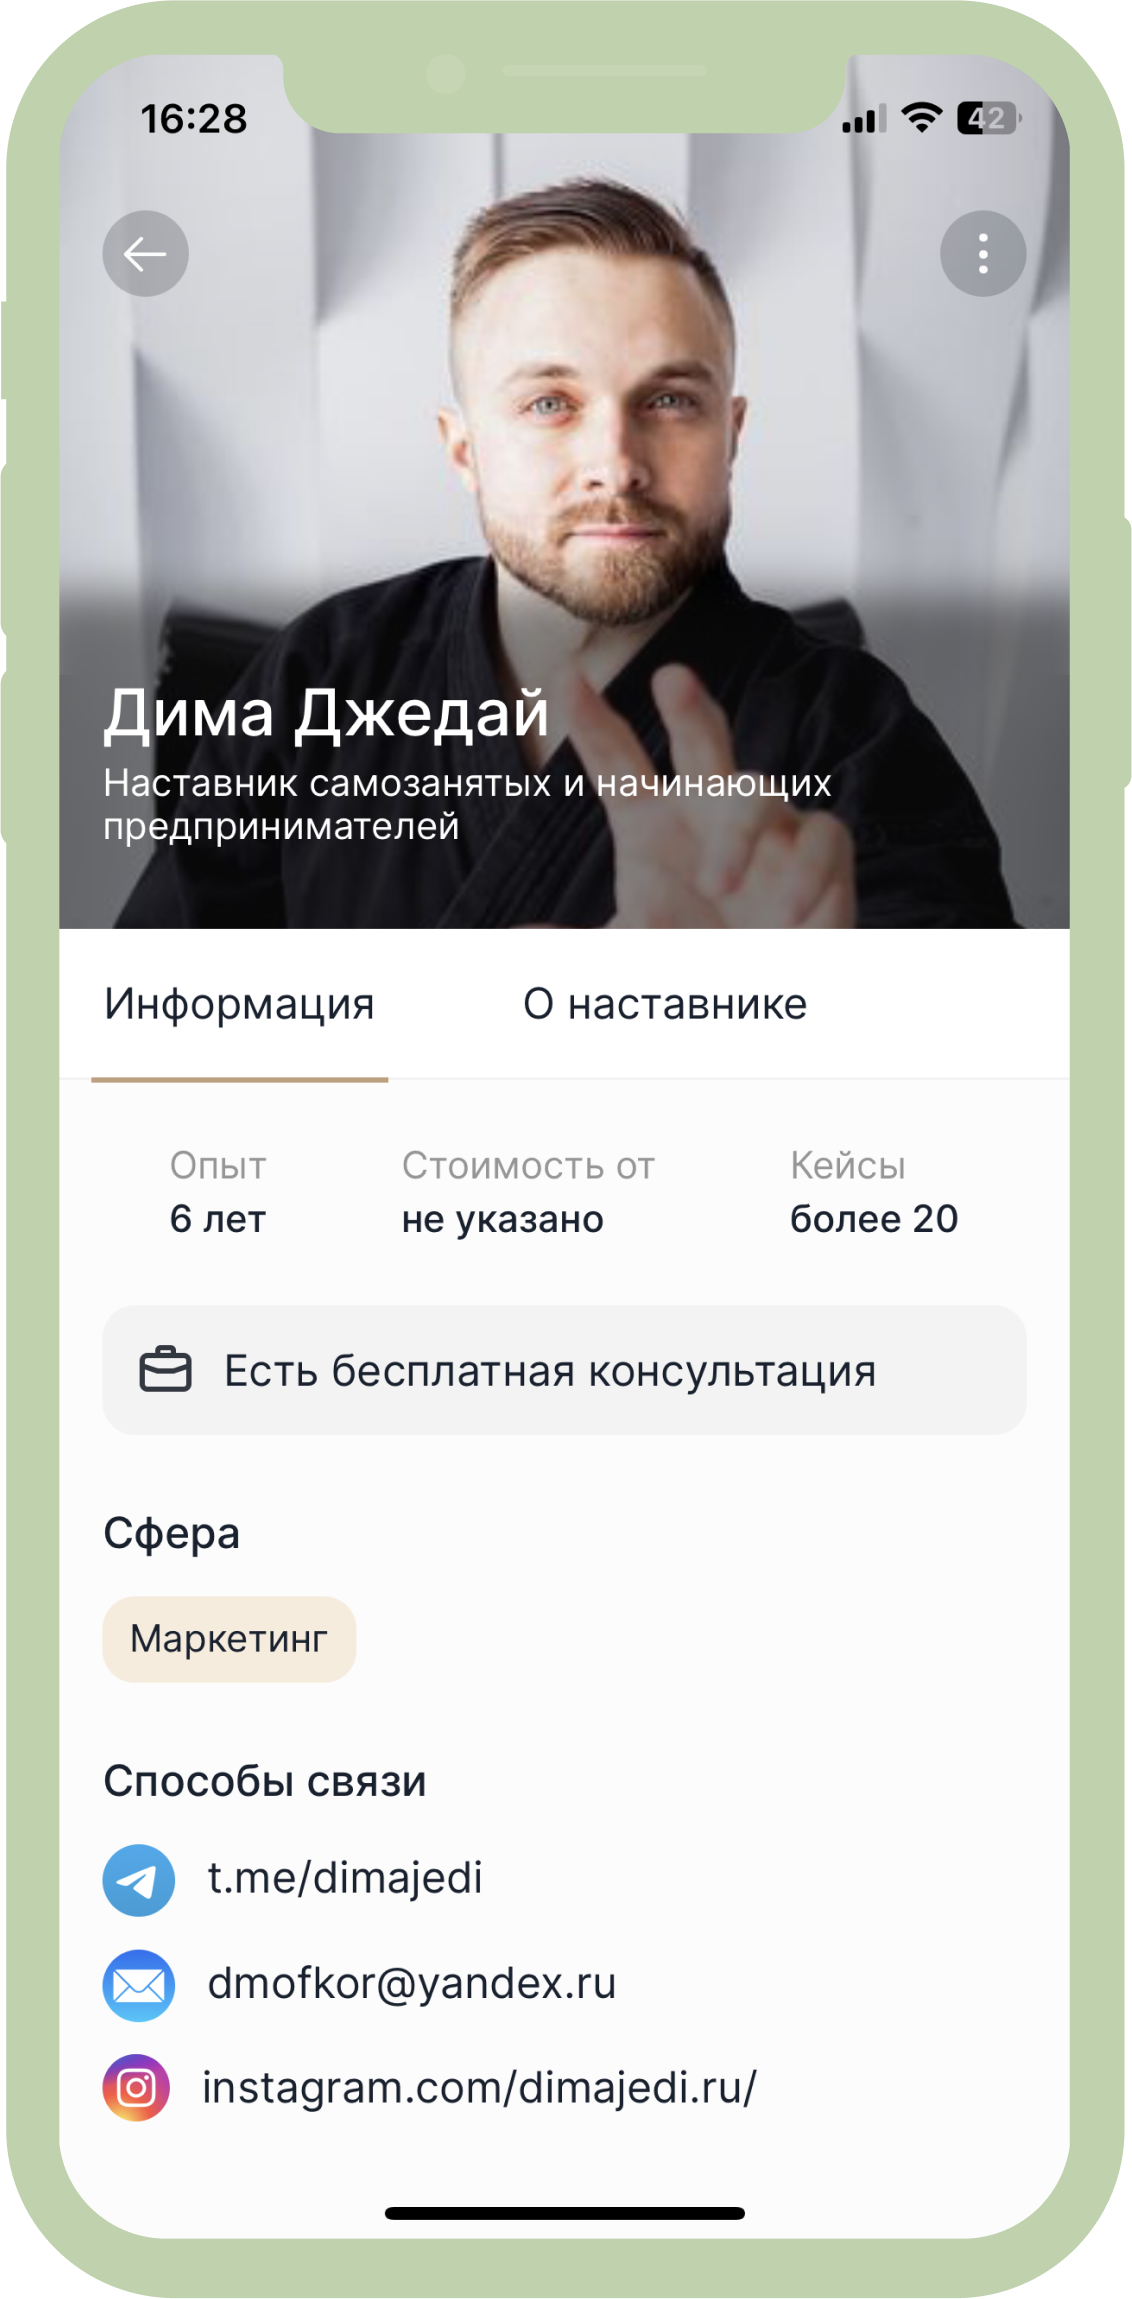 16:28
42
Дима Джедай
Наставник самозанятых и начинающих
предпринимателей
Информация
О наставнике
Опыт
Стоимость от
Кейсы
6 лет
не указано
более 20
Есть бесплатная консультация
Сфера
Маркетинг
Способы связи
t.me/dimajedi
dmofkor@yandex.ru
instagram.com/dimajedi.ru/